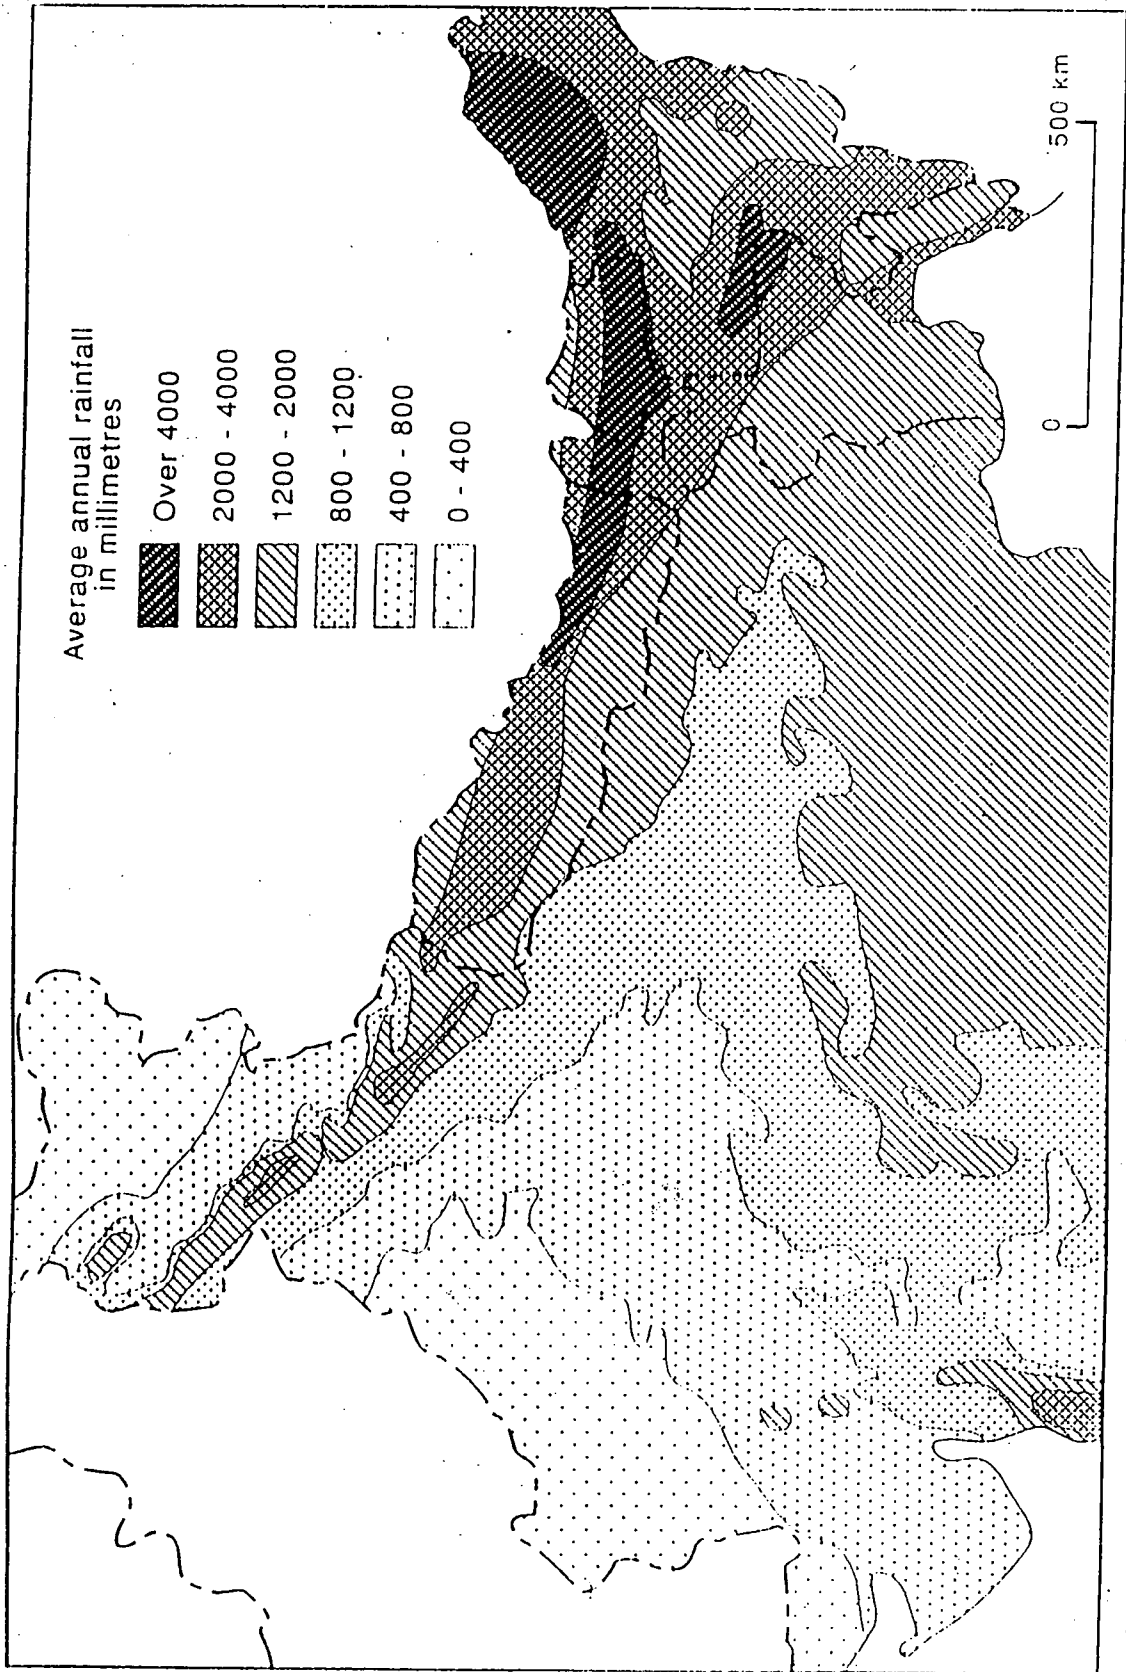 Average annual rainfall
in millimetres
Over 4000
2000 - 4000
1200 - 2000
800 - 1200
400 - 800
0 - 400
0
500 km